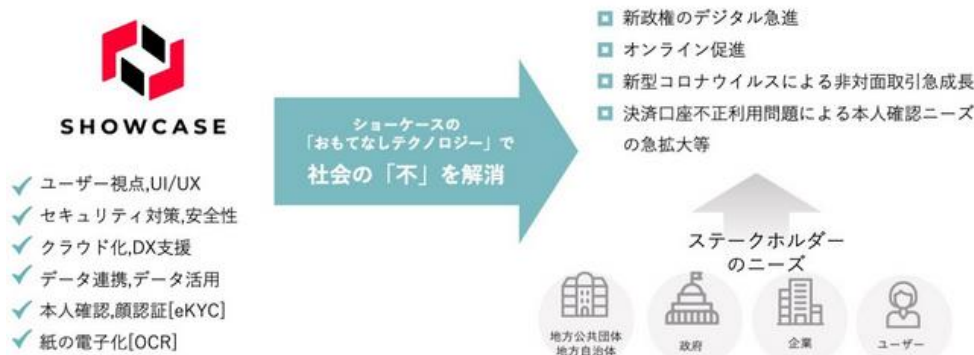 SHOWCASE
ユーザー視点,UI/UX
セキュリティ対策,安全性
クラウド化,DX支援
データ連携,データ活用
本人確認,顔認証[eKYC]
紙の電子化[OCR]
ショーケースの
「おもてなしテクノロジー」で
社会の「不」を解消
新政権のデジタル急進
オンライン促進
新型コロナウイルスによる非対面取引急成長
決済口座不正利用問題による本人確認ニーズ
の急拡大等
ステークホルダー
のニーズ
地方公共団体
地方自治体
政府
企業
ユーザー